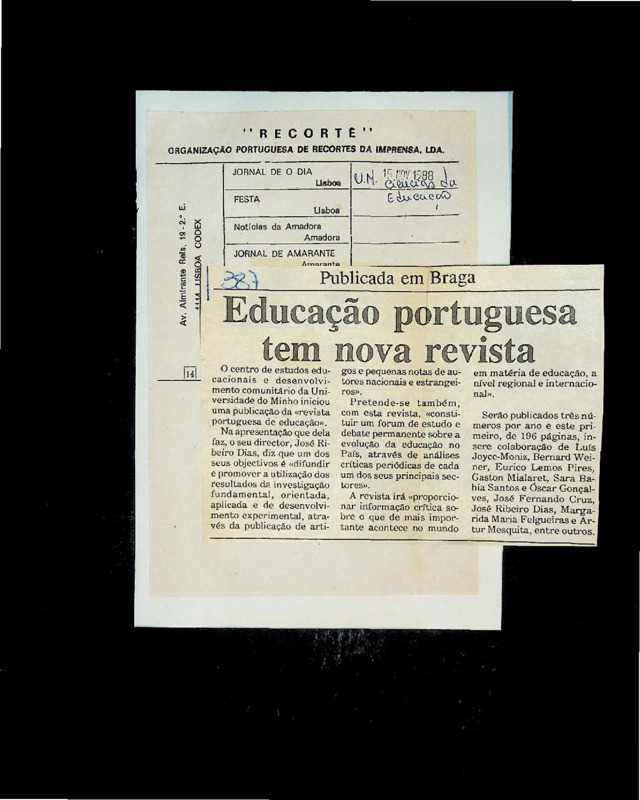 "RECORTE"
ORGANIZAÇÃO PORTUGUESA DE RECORTES DA IMPRENSA, LDA.
JORNAL DE O DIA
Lisboa
FESTA
Lisboa
Notícias da Amadora
Amadora
JORNAL DE AMARANTE
Amarante
15 NOV 1988
U.M. Ciências da
Educação
Av. Almirante Reis, 19-2.º E.
LISBOA CODEX
14
387
Publicada em Braga
Educação portuguesa
tem nova revista
O centro de estudos edu-
cacionais e desenvolvi-
mento comunitário da Uni-
versidade do Minho iniciou
uma publicação da «revista
portuguesa de educação».
Na apresentação que dela
faz, o seu director, José Ri-
beiro Dias, diz que um dos
seus objectivos é «difundir
e promover a utilização dos
resultados da investigação
fundamental, orientada,
aplicada e de desenvolvi-
mento experimental, atra-
vés da publicação de arti-
gos e pequenas notas de au-
tores nacionais e estrangei-
ros».
Pretende-se também,
com esta revista, «consti-
tuir um forum de estudo e
debate permanente sobre a
evolução da educação no
País, através de análises
críticas periódicas de cada
um dos seus principais sec-
tores».
A revista irá «proporcio-
nar informação crítica so-
bre o que de mais impor-
tante acontece no mundo
em matéria de educação, a
nível regional e internacio-
nal».
Serão publicados três nú-
meros por ano e este pri-
meiro, de 196 páginas, in-
sere colaboração de Luís
Joyce-Moniz, Bernard Wei-
ner, Eurico Lemos Pires,
Gaston Mialaret, Sara Ba-
hia Santos e Óscar Gonçal-
ves, José Fernando Cruz,
José Ribeiro Dias, Marga-
rida Maria Felgueiras e Ar-
tur Mesquita, entre outros.